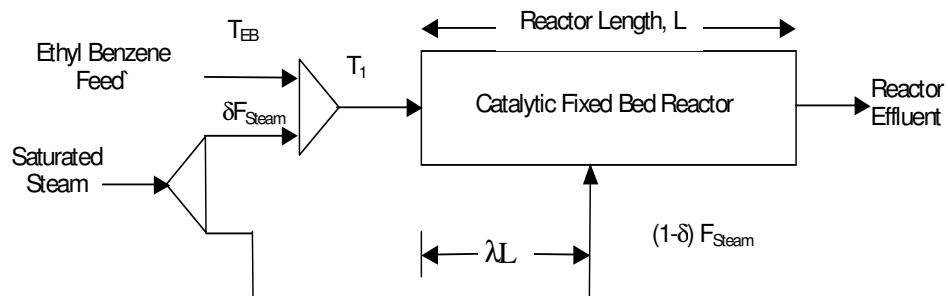 Reactor Length, L
T_EB
Ethyl Benzene
Feed`
T_1
Catalytic Fixed Bed Reactor
Reactor
Effluent
δF_Steam
Saturated
Steam
(1-δ) F_Steam
λL